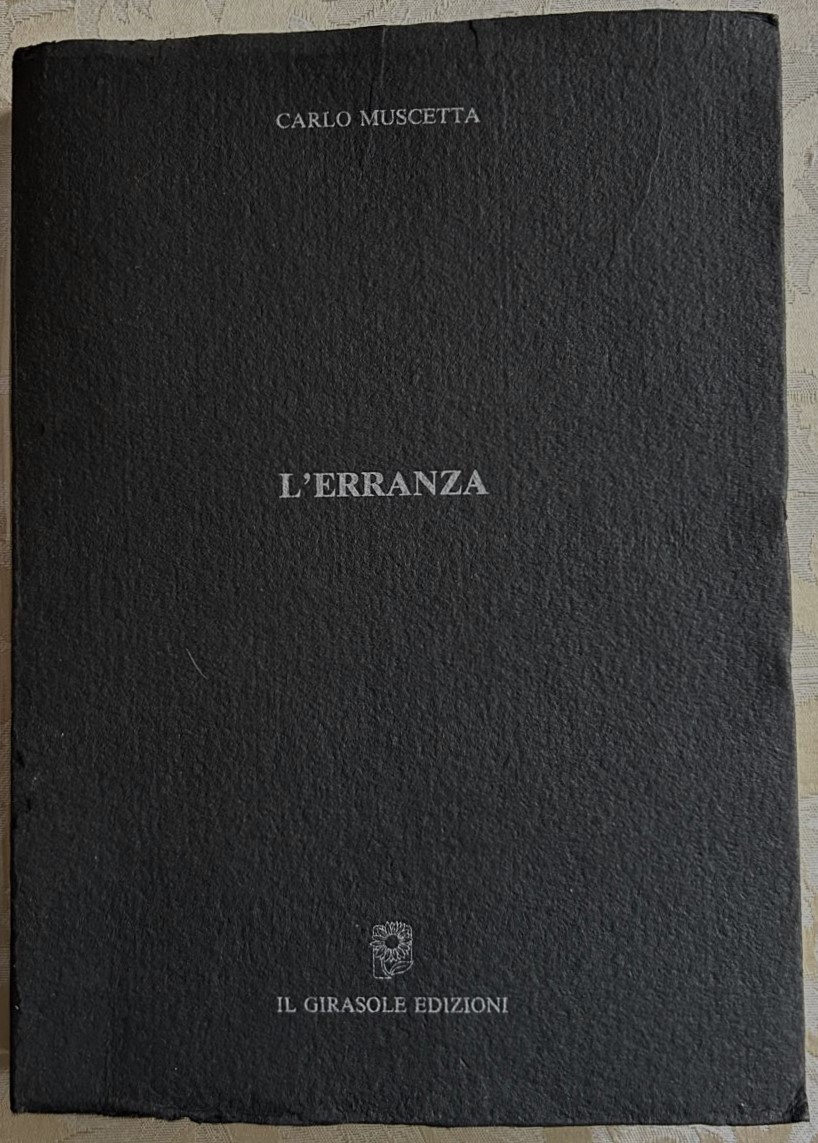 CARLO MUSCETTA
L'ERRANZA
IL GIRASOLE EDIZIONI